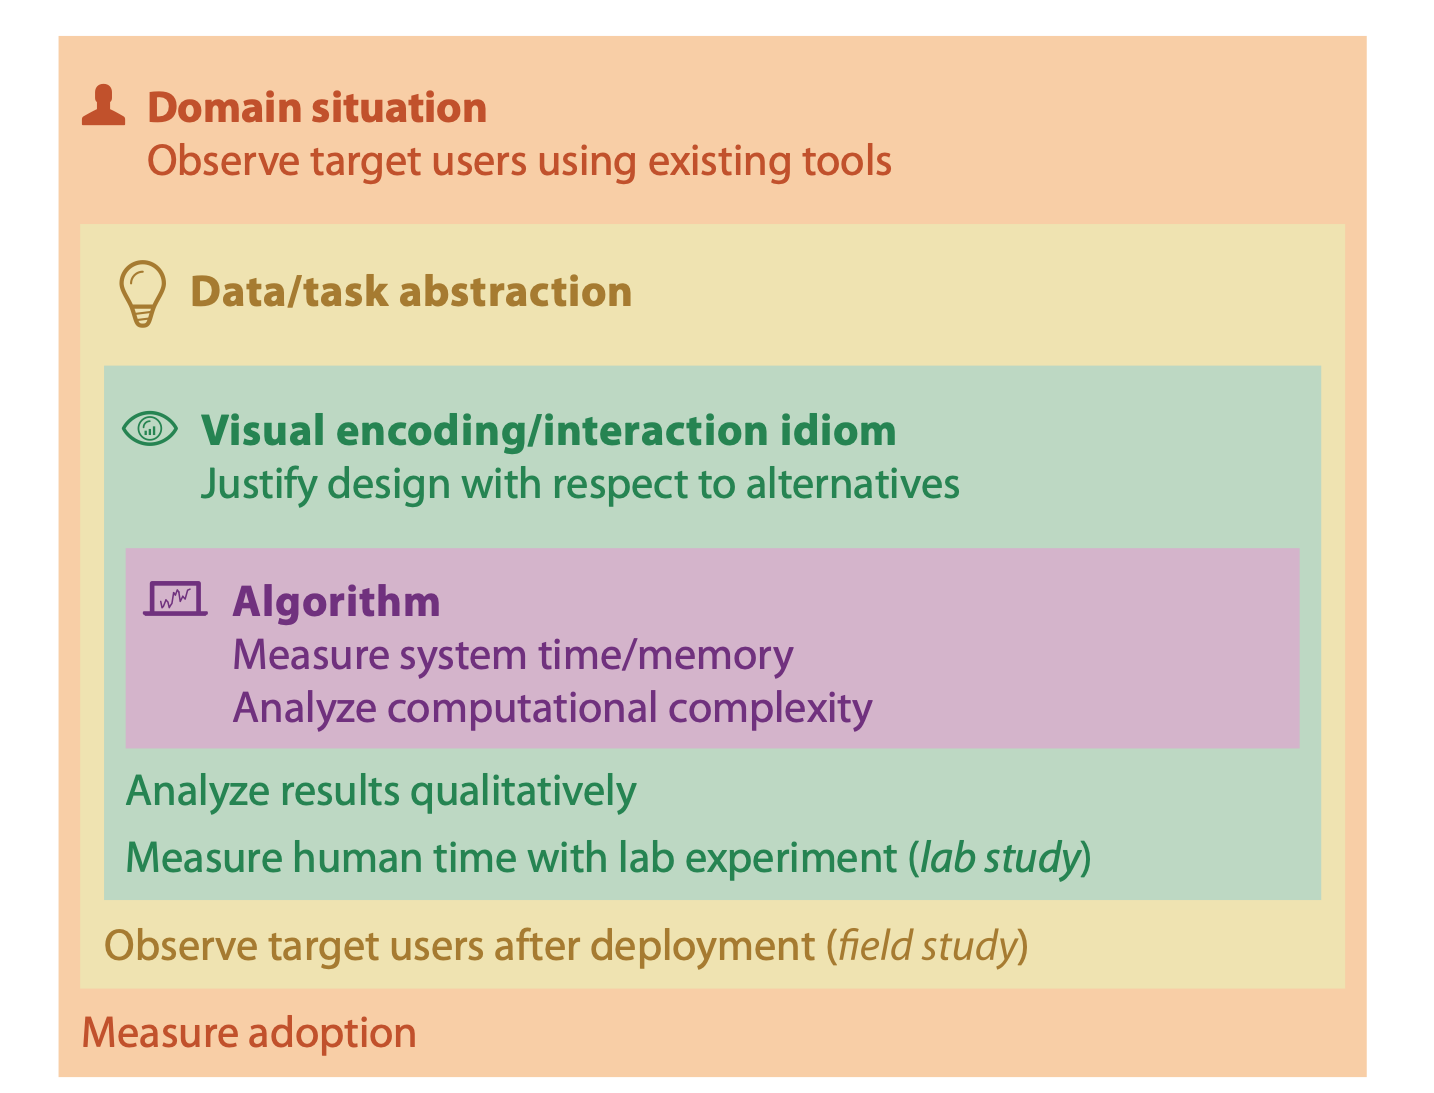 Domain situation
Observe target users using existing tools
Data/task abstraction
Visual encoding/interaction idiom
Justify design with respect to alternatives
Algorithm
Measure system time/memory
Analyze computational complexity
Analyze results qualitatively
Measure human time with lab experiment (lab study)
Observe target users after deployment (field study)
Measure adoption